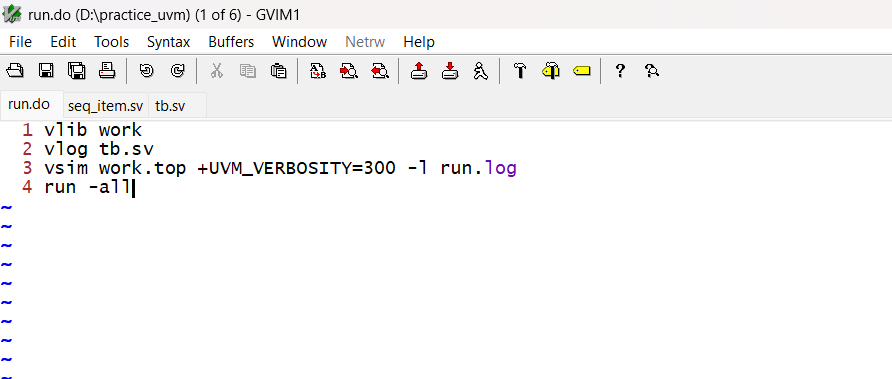 run.do (D:\practice_uvm) (1 of 6) - GVIM1
File Edit Tools Syntax Buffers Window Netrw Help
run.do seq_item.sv tb.sv
1 vlib work
2 vlog tb.sv
3 vsim work.top +UVM_VERBOSITY=300 -l run.log
4 run -all
~
~
~
~
~
~
~
~
~